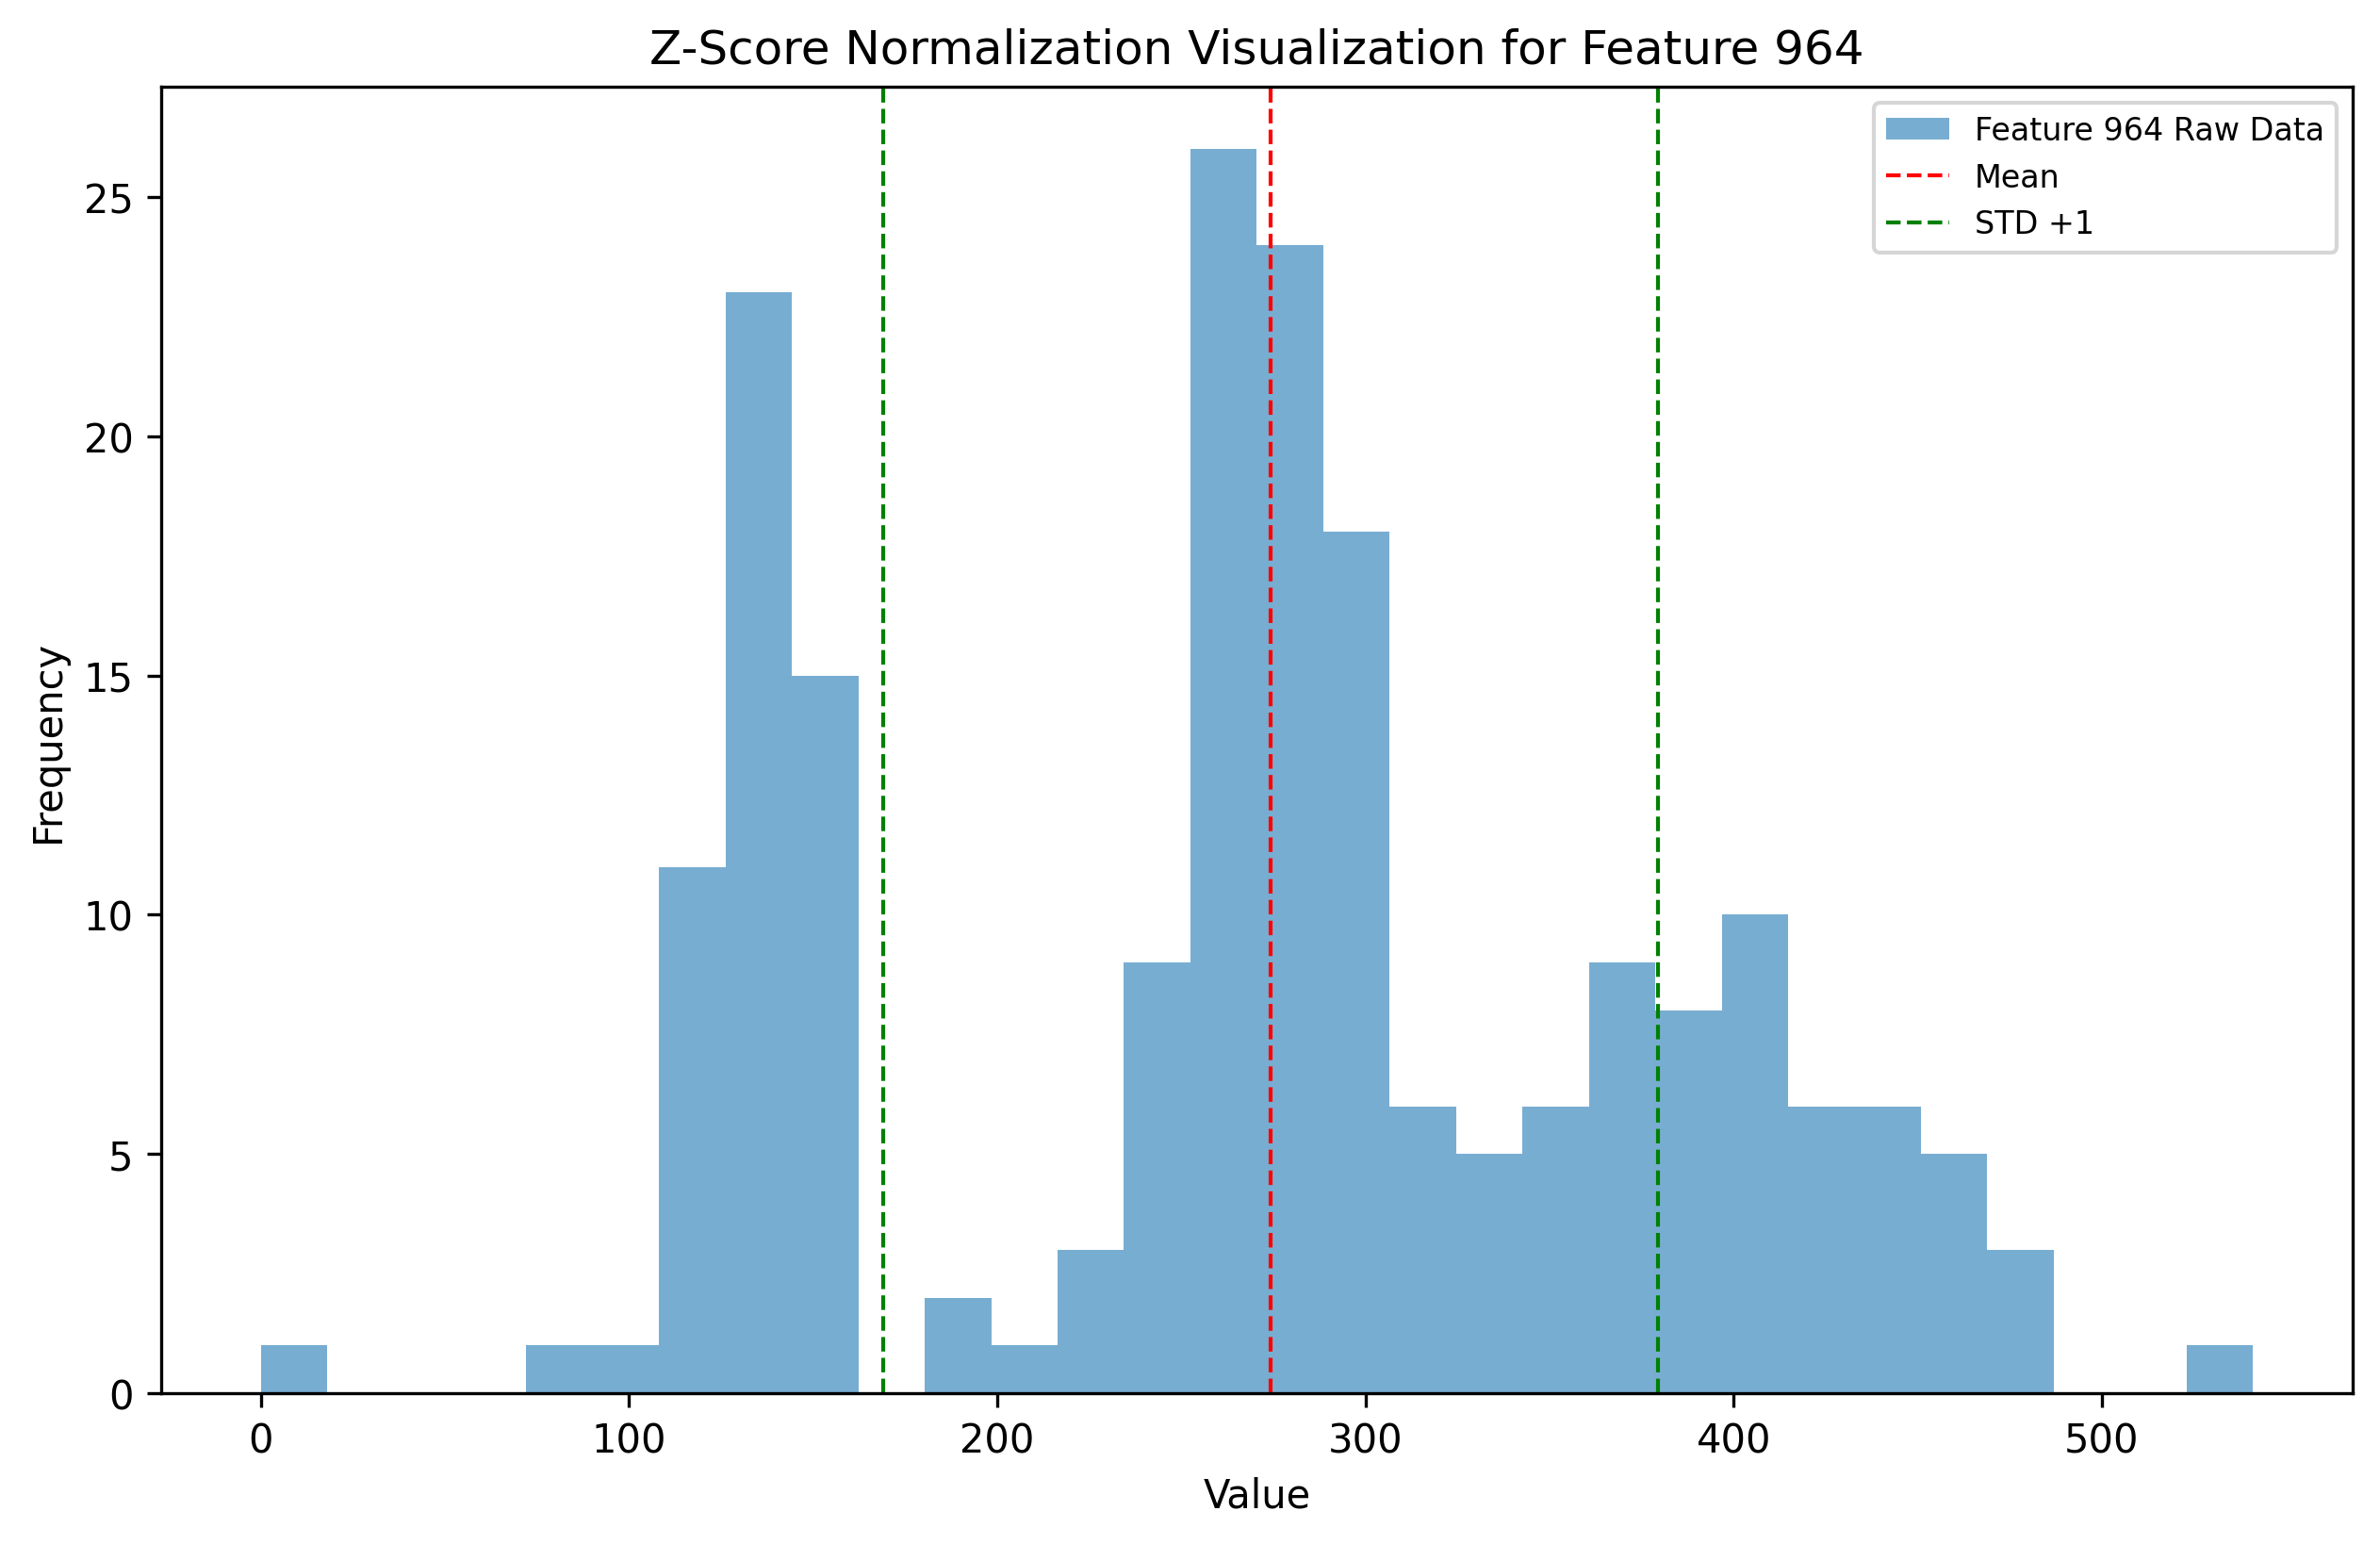 Z-Score Normalization Visualization for Feature 964
Feature 964 Raw Data
Mean
STD +1
Frequency
25
20
15
10
5
0
0 100 200 300 400 500
Value